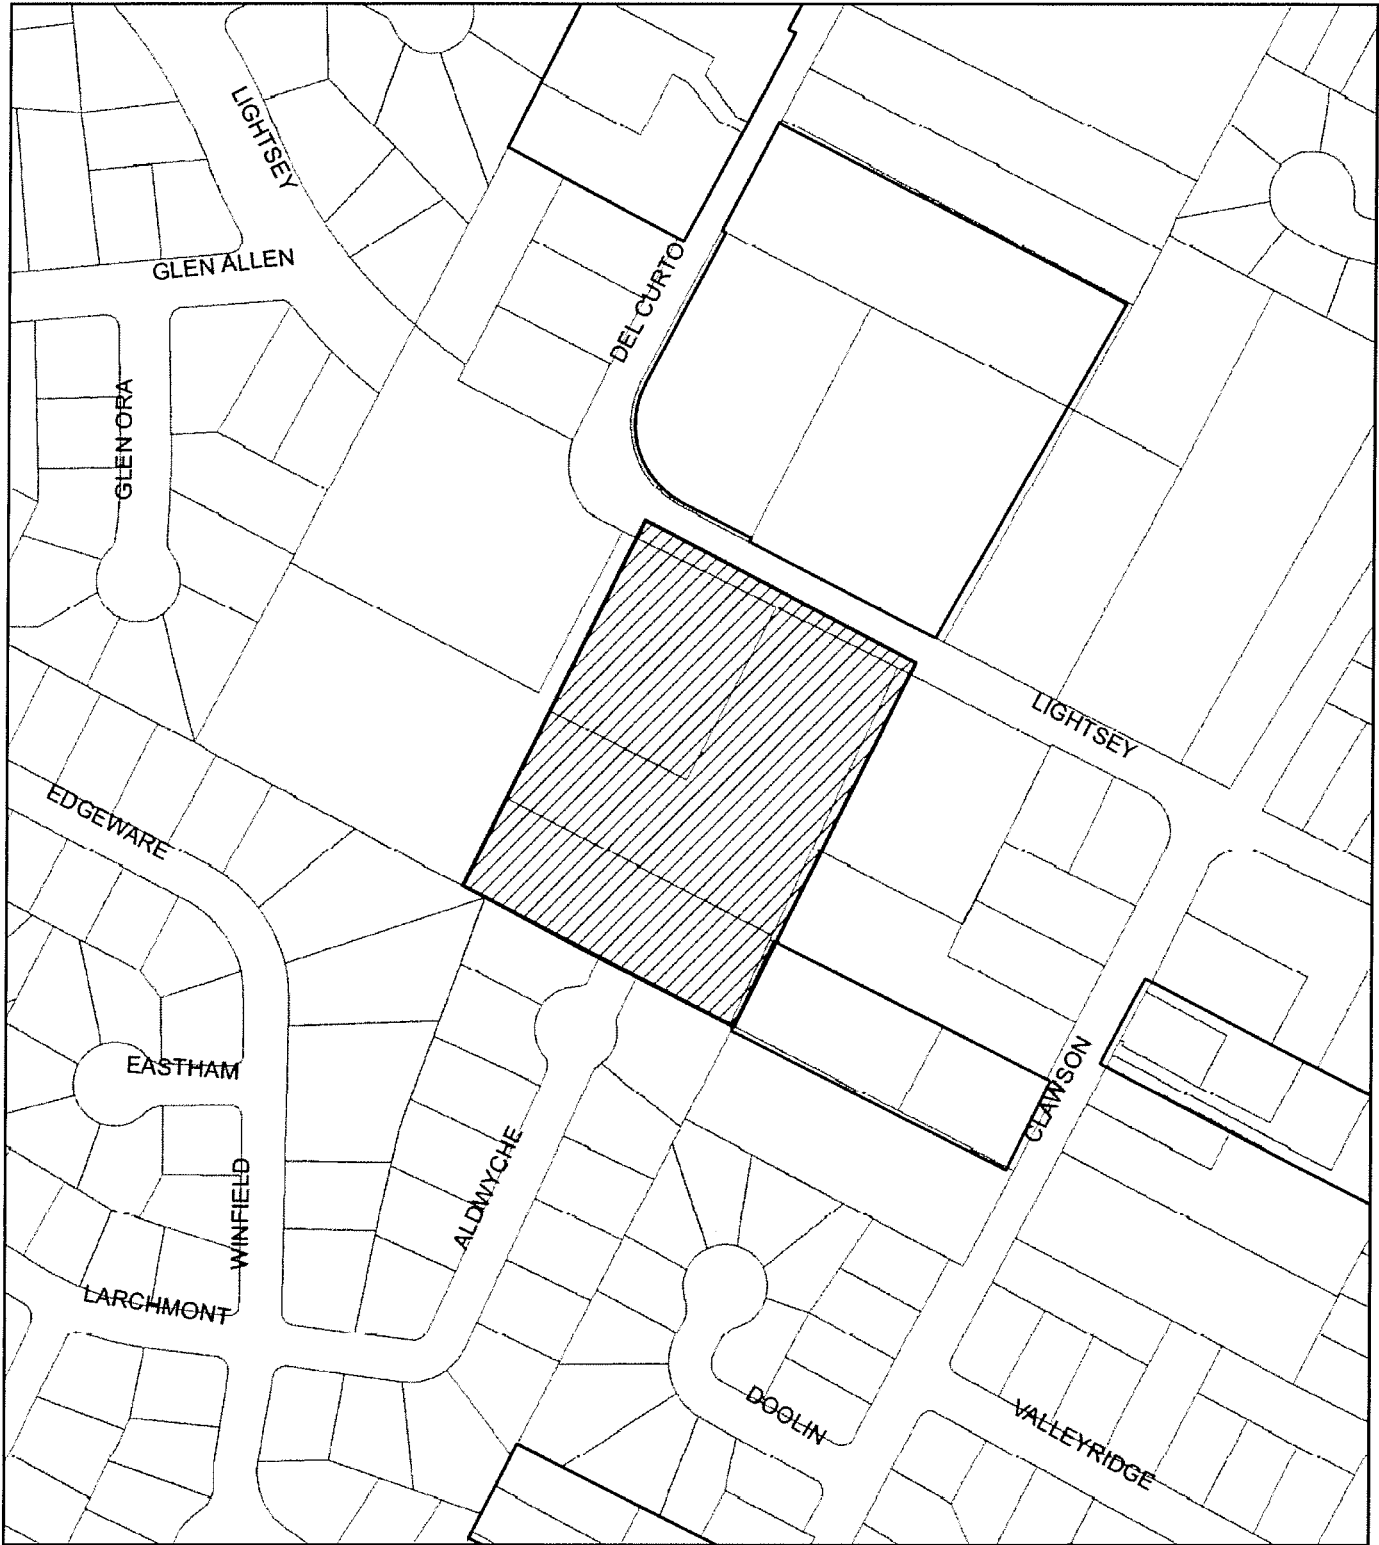 LIGHTSEY
GLEN ALLEN
DEL CURTO
GLEN ORA
LIGHTSEY
EDGEWARE
EASTHAM
CLAWSON
ALDWYCHE
WINFIELD
LARCHMONT
DOOLIN
VALLEYRIDGE